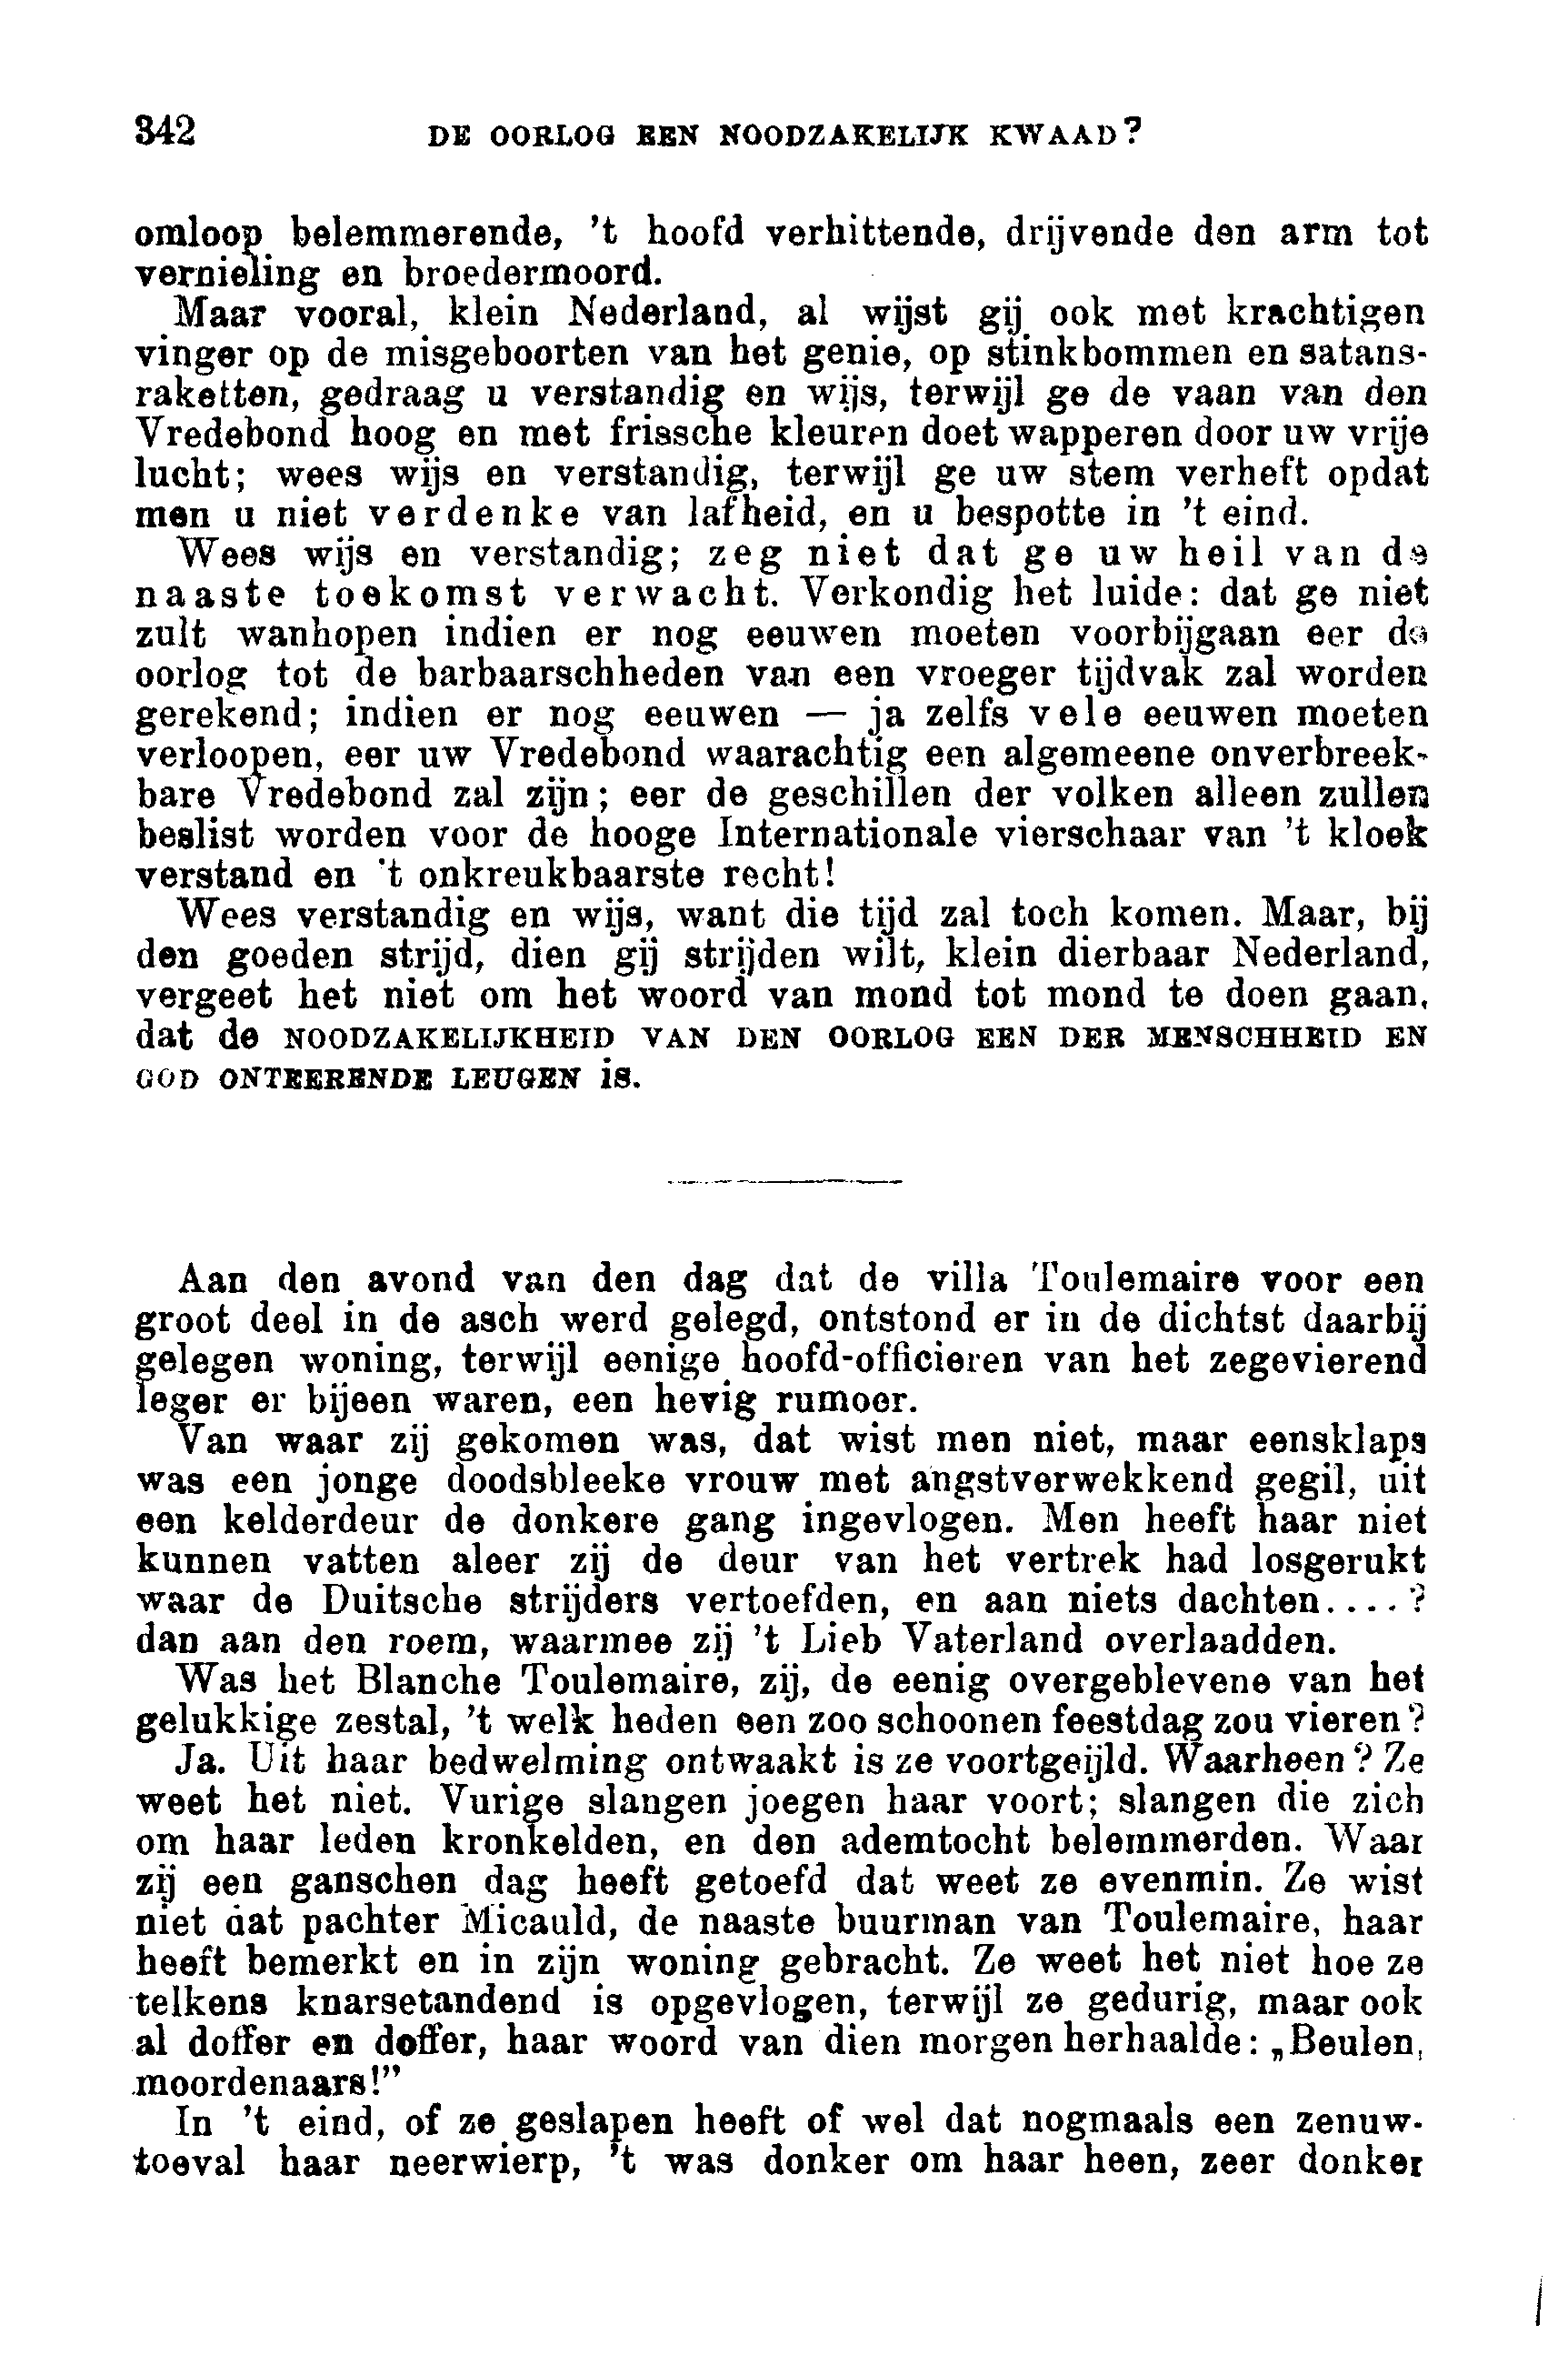 342 DE OORLOG EEN NOODZAKELIJK KWAAD?
omloop belemmerende, 't hoofd verhittende, drijvende den arm tot
vernieling en broedermoord.
Maar vooral, klein Nederland, al wijst gij ook met krachtigen
vinger op de misgeboorten van het genie, op stinkbommen en satans-
raketten, gedraag u verstandig en wijs, terwijl ge de vaan van den
Vredebond hoog en met frissche kleuren doet wapperen door uw vrije
lucht; wees wijs en verstandig, terwijl ge uw stem verheft opdat
men u niet verdenke van lafheid, en u bespotte in 't eind.
Wees wijs en verstandig; zeg niet dat ge uw heil van de
naaste toekomst verwacht. Verkondig het luide: dat ge niet
zult wanhopen indien er nog eeuwen moeten voorbijgaan eer de
oorlog tot de barbaarschheden van een vroeger tijdvak zal worden
gerekend; indien er nog eeuwen — ja zelfs vele eeuwen moeten
verloopen, eer uw Vredebond waarachtig een algemeene onverbreek-
bare Vredebond zal zijn; eer de geschillen der volken alleen zullen
beslist worden voor de hooge Internationale vierschaar van 't kloek
verstand en 't onkreukbaarste recht!
Wees verstandig en wijs, want die tijd zal toch komen. Maar, bij
den goeden strijd, dien gij strijden wilt, klein dierbaar Nederland,
vergeet het niet om het woord van mond tot mond te doen gaan,
dat de NOODZAKELIJKHEID VAN DEN OORLOG EEN DER MENSCHHEID EN
GOD ONTEERENDE LEUGEN is.
Aan den avond van den dag dat de villa Toulemaire voor een
groot deel in de asch werd gelegd, ontstond er in de dichtst daarbij
gelegen woning, terwijl eenige hoofd-officieren van het zegevierend
leger er bijeen waren, een hevig rumoer.
Van waar zij gekomen was, dat wist men niet, maar eensklaps
was een jonge doodsbleeke vrouw met angstverwekkend gegil, uit
een kelderdeur de donkere gang ingevlogen. Men heeft haar niet
kunnen vatten aleer zij de deur van het vertrek had losgerukt
waar de Duitsche strijders vertoefden, en aan niets dachten....?
dan aan den roem, waarmee zij 't Lieb Vaterland overlaadden.
Was het Blanche Toulemaire, zij, de eenig overgeblevene van het
gelukkige zestal, 't welk heden een zoo schoonen feestdag zou vieren?
Ja. Uit haar bedwelming ontwaakt is ze voortgeijld. Waarheen? Ze
weet het niet. Vurige slangen joegen haar voort; slangen die zich
om haar leden kronkelden, en den ademtocht belemmerden. Waar
zij een ganschen dag heeft getoefd dat weet ze evenmin. Ze wist
niet dat pachter Micauld, de naaste buurman van Toulemaire, haar
heeft bemerkt en in zijn woning gebracht. Ze weet het niet hoe ze
telkens knarsetandend is opgevlogen, terwijl ze gedurig, maar ook
al doffer en doffer, haar woord van dien morgen herhaalde: „Beulen,
moordenaars!”
In 't eind, of ze geslapen heeft of wel dat nogmaals een zenuw-
toeval haar neerwierp, 't was donker om haar heen, zeer donker